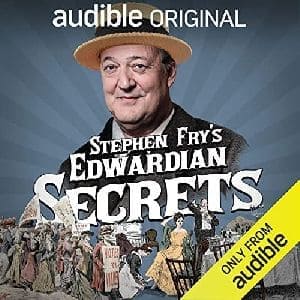 audible ORIGINAL
STEPHEN FRY'S
EDWARDIAN
SECRETS
ONLY FROM
audible